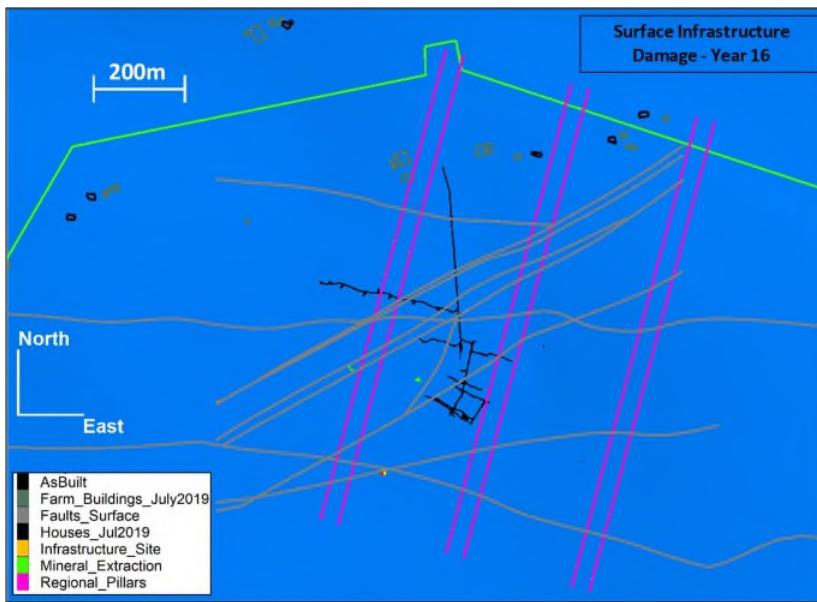 Surface Infrastructure
Damage - Year 16
200m
North
East
AsBuilt
Farm_Buildings_July2019
Faults_Surface
Houses_Jul2019
Infrastructure_Site
Mineral_Extraction
Regional_Pillars